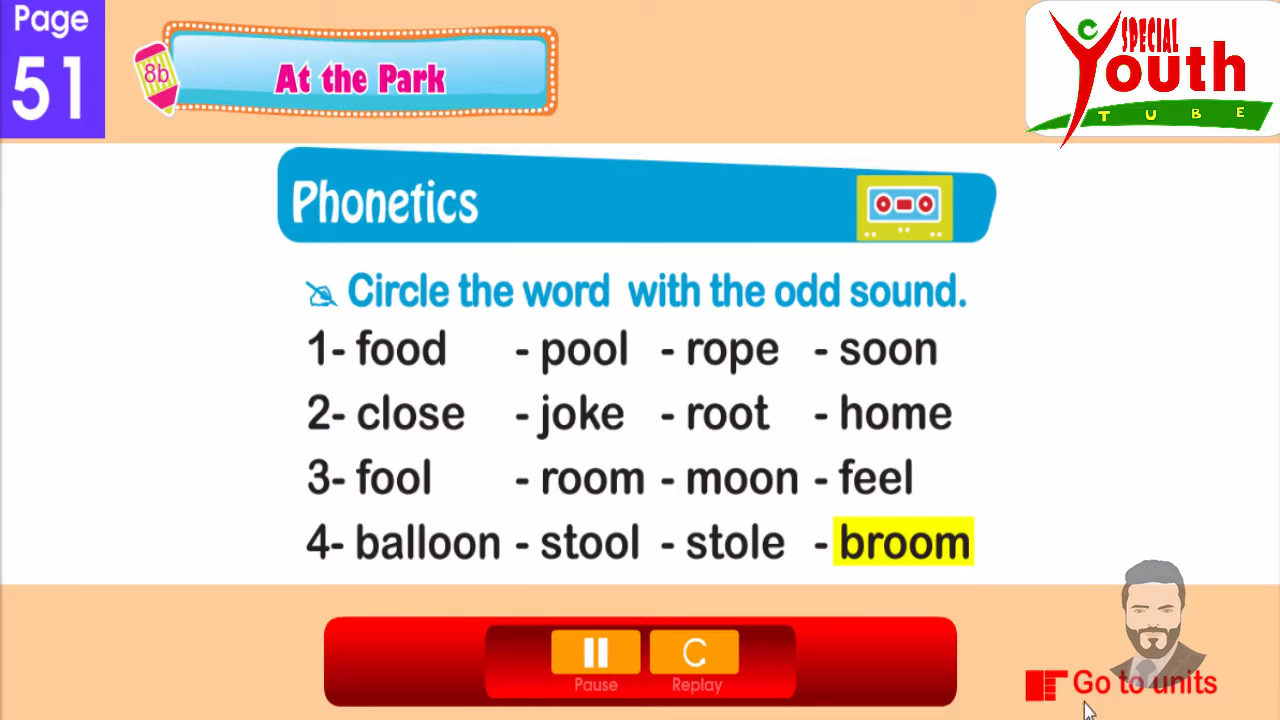 Page
51
8b
At the Park
C
SPECIAL
Youth
TUBE
Phonetics
Circle the word with the odd sound.
1- food - pool - rope - soon
2- close - joke - root - home
3- fool - room - moon - feel
4- balloon - stool - stole - broom
Pause Replay
Go to units